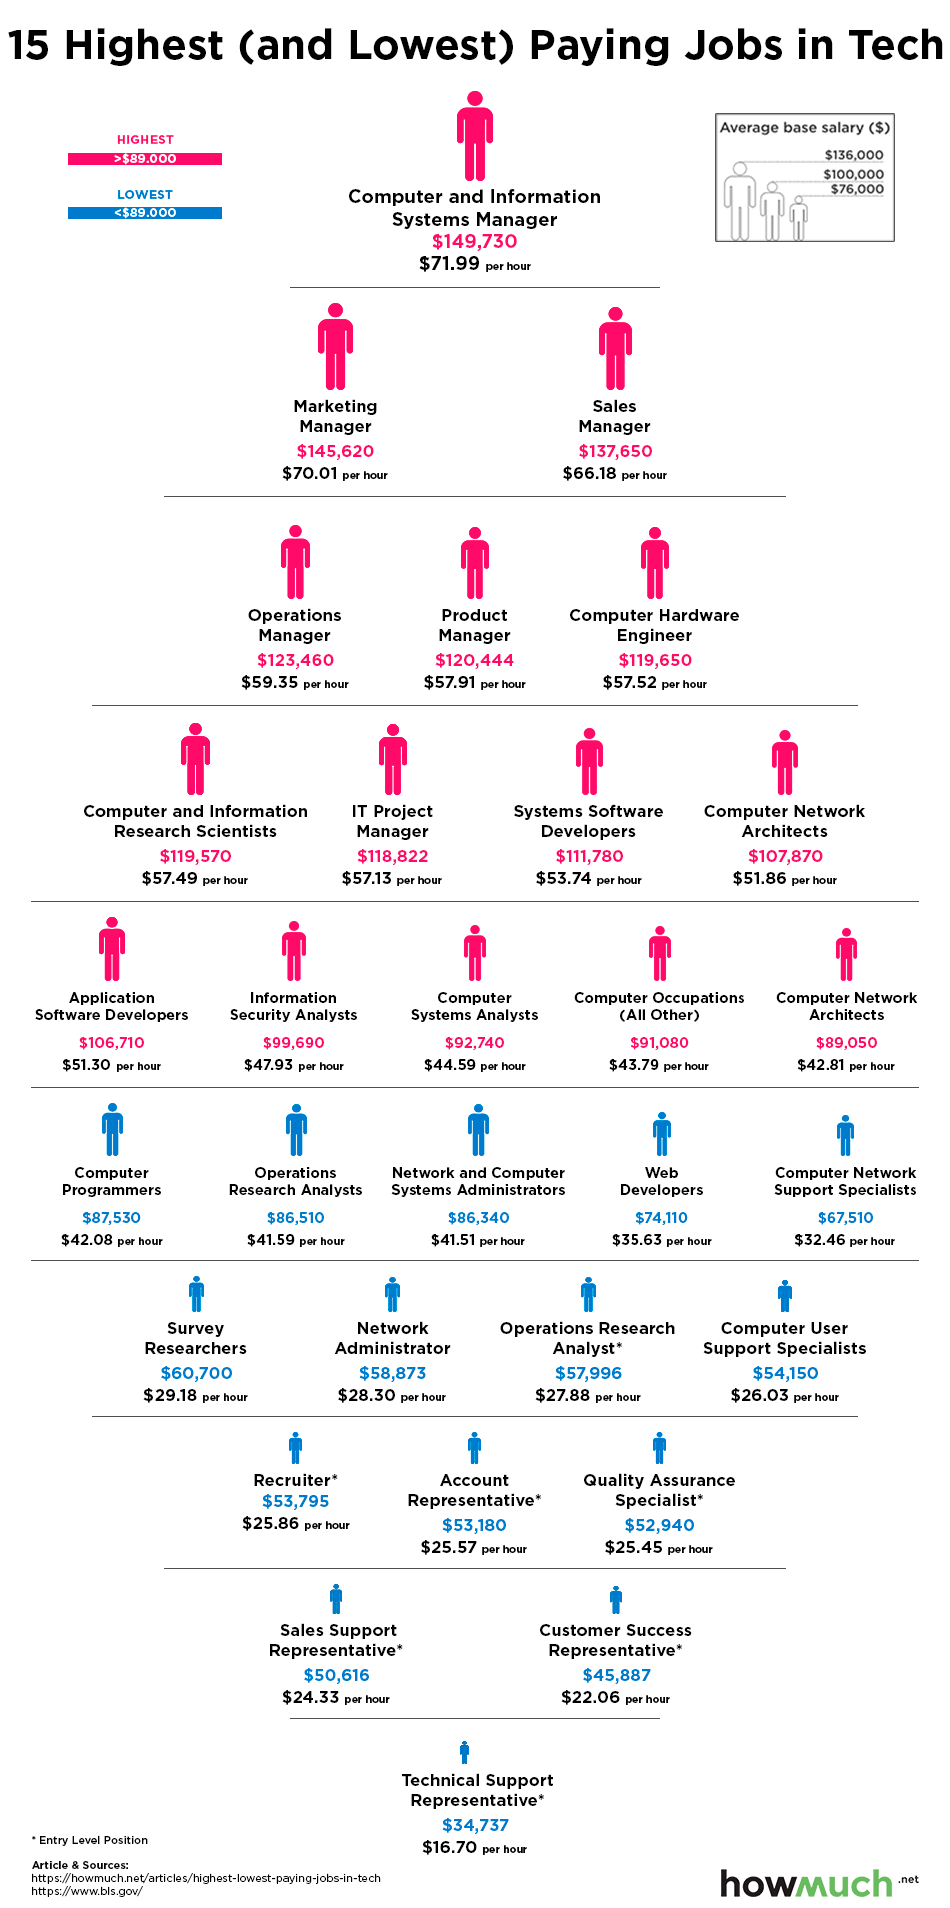 15 Highest (and Lowest) Paying Jobs in Tech
HIGHEST
>$89.000
LOWEST
<$89.000
Average base salary ($)
$136,000
$100,000
$76,000
Computer and Information
Systems Manager
$149,730
$71.99 per hour
Marketing
Manager
$145,620
$70.01 per hour
Sales
Manager
$137,650
$66.18 per hour
Operations
Manager
$123,460
$59.35 per hour
Product
Manager
$120,444
$57.91 per hour
Computer Hardware
Engineer
$119,650
$57.52 per hour
Computer and Information
Research Scientists
$119,570
$57.49 per hour
IT Project
Manager
$118,822
$57.13 per hour
Systems Software
Developers
$111,780
$53.74 per hour
Computer Network
Architects
$107,870
$51.86 per hour
Application
Software Developers
$106,710
$51.30 per hour
Information
Security Analysts
$99,690
$47.93 per hour
Computer
Systems Analysts
$92,740
$44.59 per hour
Computer Occupations
(All Other)
$91,080
$43.79 per hour
Computer Network
Architects
$89,050
$42.81 per hour
Computer
Programmers
$87,530
$42.08 per hour
Operations
Research Analysts
$86,510
$41.59 per hour
Network and Computer
Systems Administrators
$86,340
$41.51 per hour
Web
Developers
$74,110
$35.63 per hour
Computer Network
Support Specialists
$67,510
$32.46 per hour
Survey
Researchers
$60,700
$29.18 per hour
Network
Administrator
$58,873
$28.30 per hour
Operations Research
Analyst*
$57,996
$27.88 per hour
Computer User
Support Specialists
$54,150
$26.03 per hour
Recruiter*
$53,795
$25.86 per hour
Account
Representative*
$53,180
$25.57 per hour
Quality Assurance
Specialist*
$52,940
$25.45 per hour
Sales Support
Representative*
$50,616
$24.33 per hour
Customer Success
Representative*
$45,887
$22.06 per hour
Technical Support
Representative*
$34,737
$16.70 per hour
* Entry Level Position
Article & Sources:
https://howmuch.net/articles/highest-lowest-paying-jobs-in-tech
https://www.bls.gov/
howmuch.net